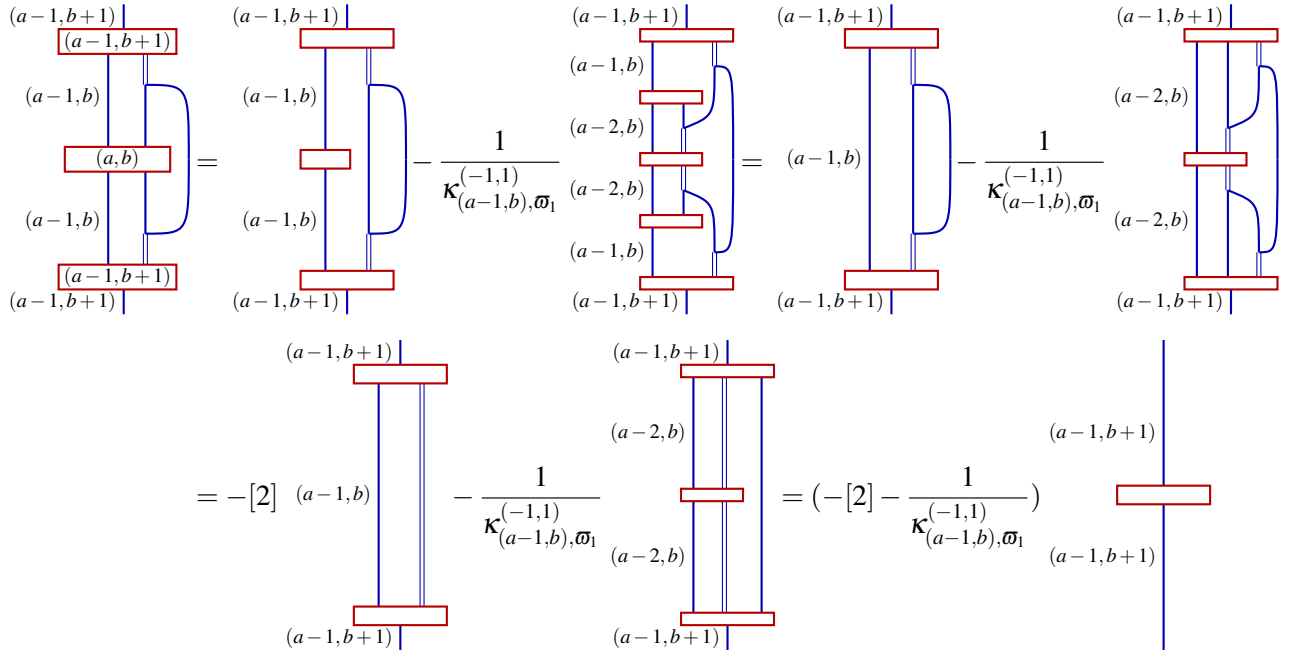 (a−1,b+1) (a−1,b+1) (a−1,b+1) (a−1,b+1) (a−1,b+1)
(a−1,b+1)
(a−1,b) (a−1,b) (a−1,b) (a−2,b)
(a−2,b)
(a,b) = − 1/κ^{(−1,1)}_{(a−1,b),ϖ₁} = (a−1,b) − 1/κ^{(−1,1)}_{(a−1,b),ϖ₁}
(a−2,b)
(a−1,b) (a−1,b) (a−1,b) (a−2,b)
(a−1,b+1)
(a−1,b+1) (a−1,b+1) (a−1,b+1) (a−1,b+1) (a−1,b+1)
(a−1,b+1) (a−1,b+1)
(a−2,b) (a−1,b+1)
= −[2] (a−1,b) − 1/κ^{(−1,1)}_{(a−1,b),ϖ₁} = (−[2] − 1/κ^{(−1,1)}_{(a−1,b),ϖ₁})
(a−2,b) (a−1,b+1)
(a−1,b+1) (a−1,b+1)